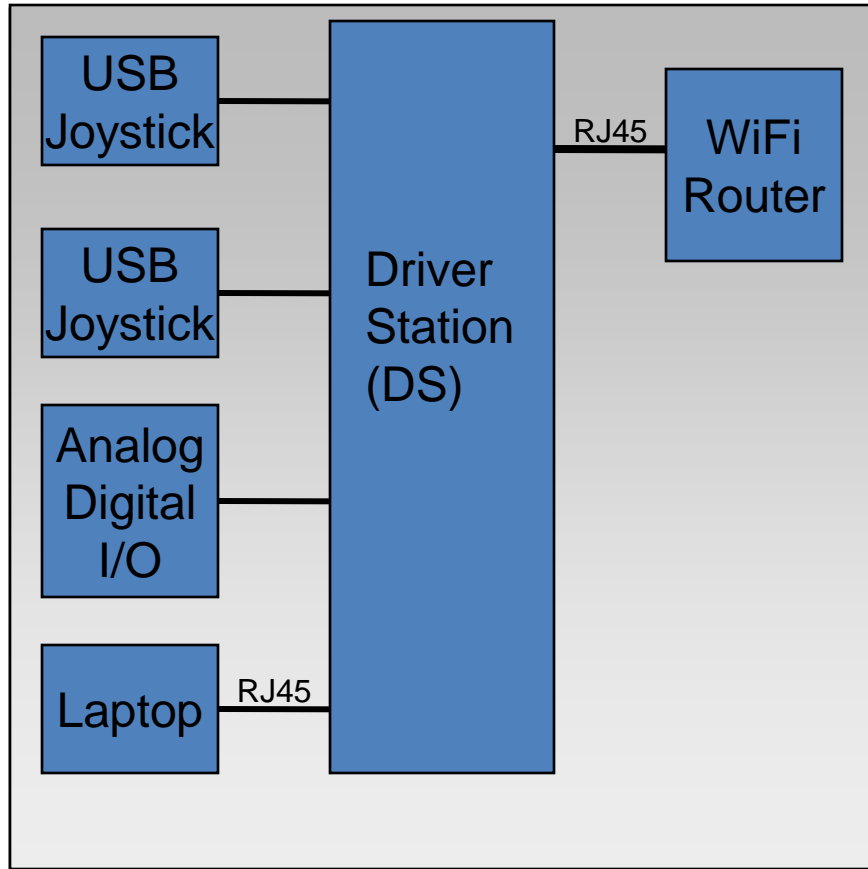 USB
Joystick
USB
Joystick
Analog
Digital
I/O
Laptop
RJ45
Driver
Station
(DS)
RJ45
WiFi
Router